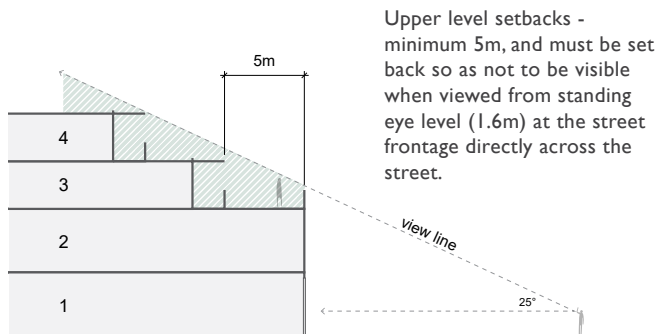 Upper level setbacks -
minimum 5m, and must be set
back so as not to be visible
when viewed from standing
eye level (1.6m) at the street
frontage directly across the
street.
5m
4
3
2
1
view line
25°